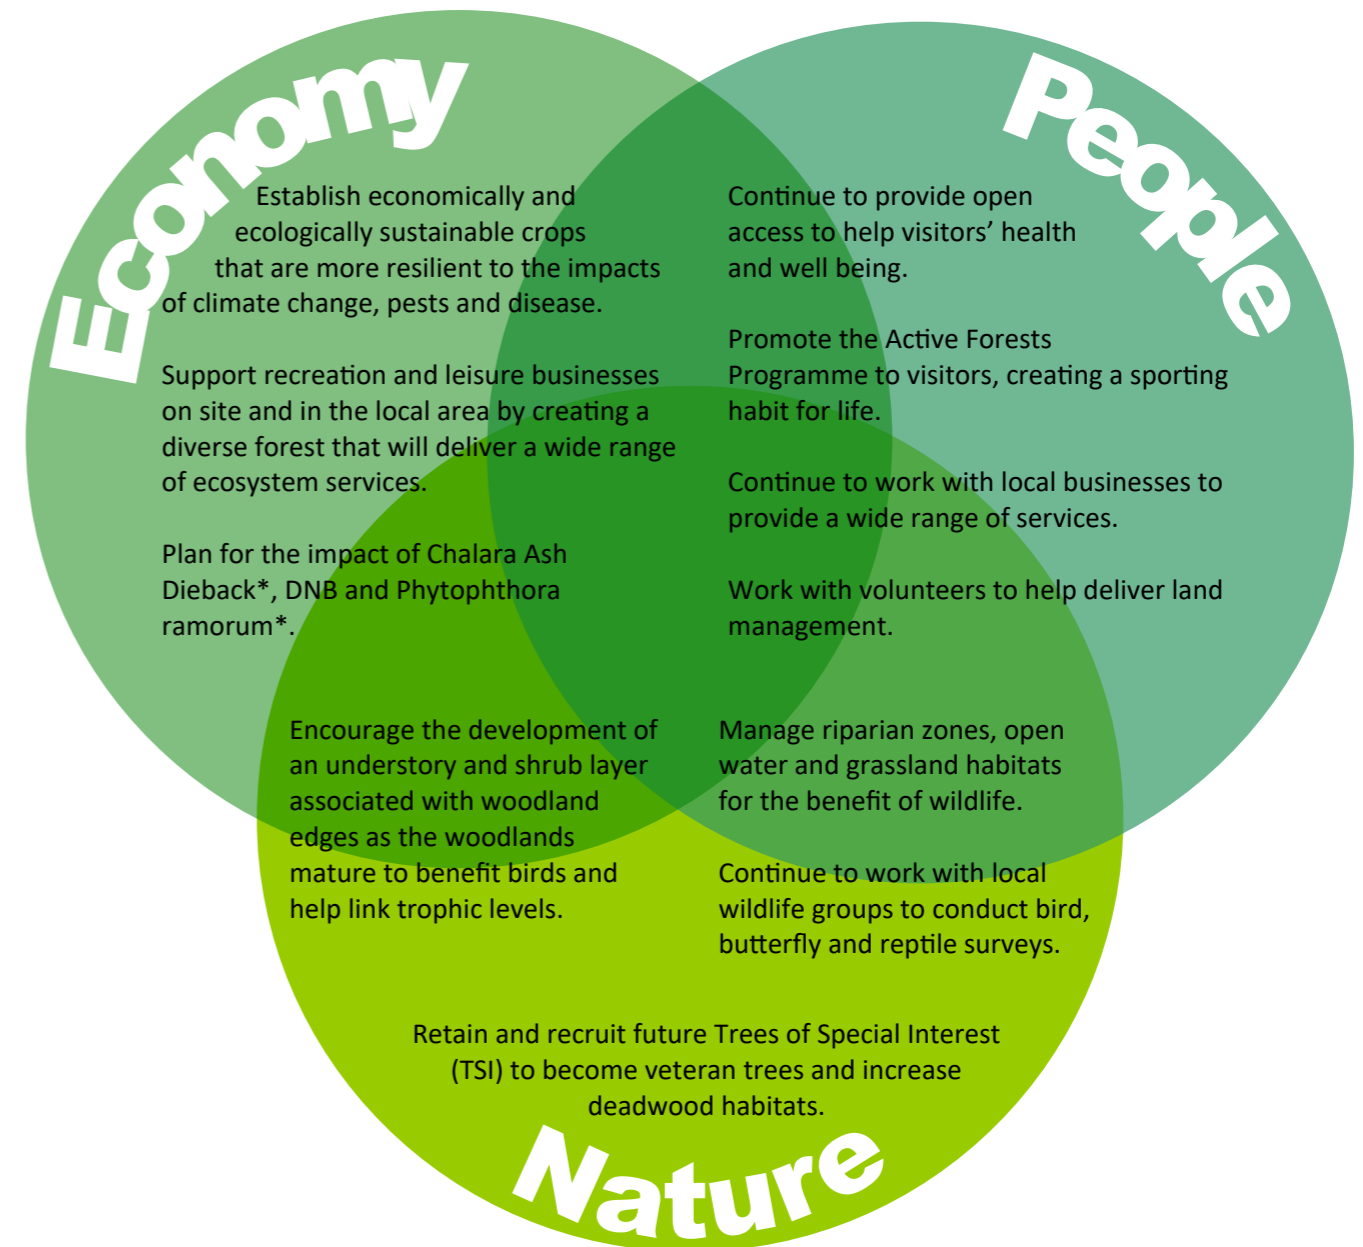 Economy
Establish economically and
ecologically sustainable crops
that are more resilient to the impacts
of climate change, pests and disease.
Support recreation and leisure businesses
on site and in the local area by creating a
diverse forest that will deliver a wide range
of ecosystem services.
Plan for the impact of Chalara Ash
Dieback*, DNB and Phytophthora
ramorum*.
People
Continue to provide open
access to help visitors’ health
and well being.
Promote the Active Forests
Programme to visitors, creating a sporting
habit for life.
Continue to work with local businesses to
provide a wide range of services.
Work with volunteers to help deliver land
management.
Encourage the development of
an understory and shrub layer
associated with woodland
edges as the woodlands
mature to benefit birds and
help link trophic levels.
Manage riparian zones, open
water and grassland habitats
for the benefit of wildlife.
Continue to work with local
wildlife groups to conduct bird,
butterfly and reptile surveys.
Retain and recruit future Trees of Special Interest
(TSI) to become veteran trees and increase
deadwood habitats.
Nature